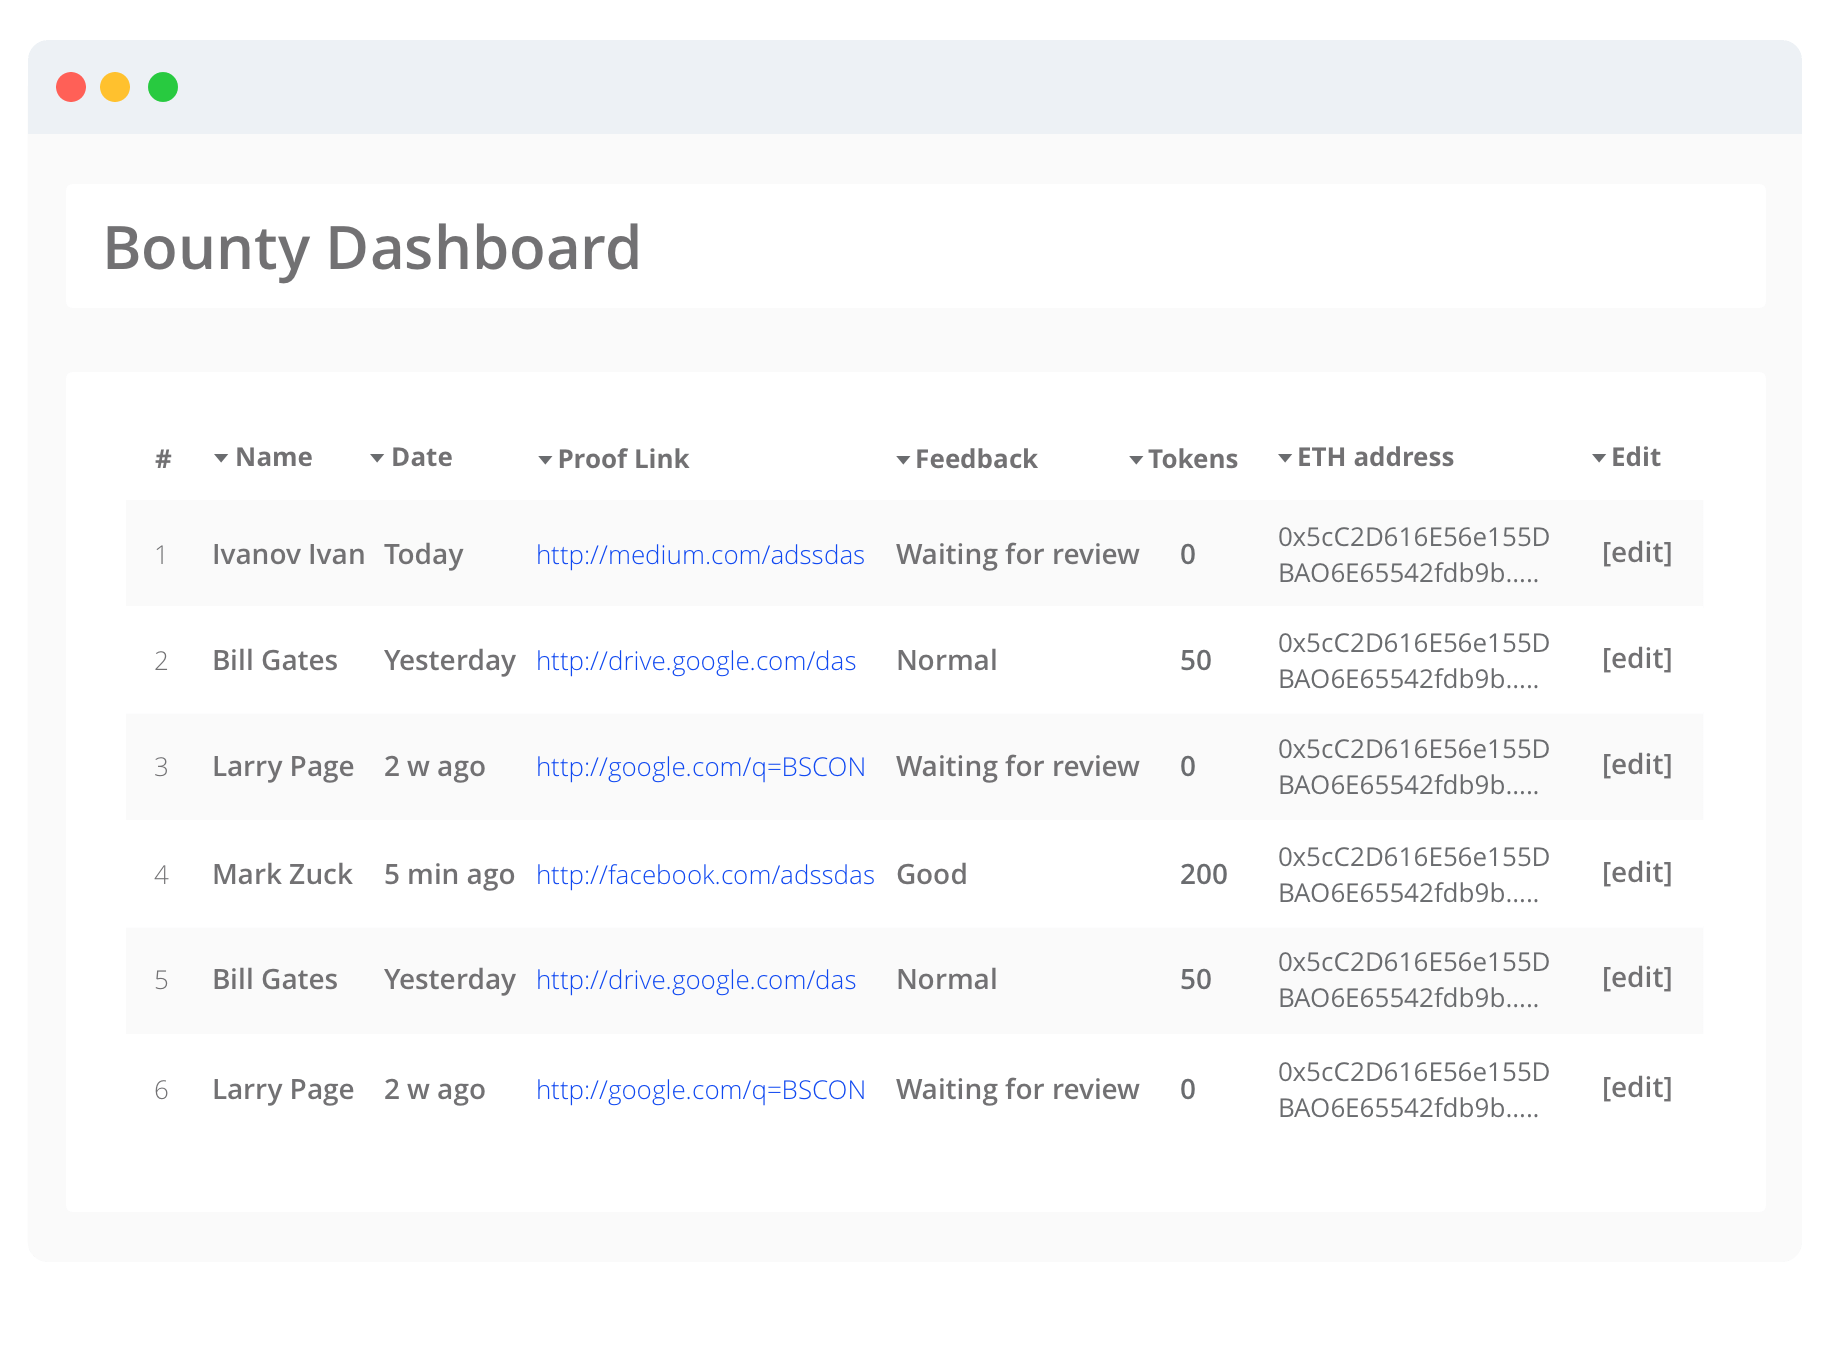 Bounty Dashboard
# Name Date Proof Link Feedback Tokens ETH address Edit
1 Ivanov Ivan Today http://medium.com/adssdas Waiting for review 0 0x5cC2D616E56e155D [edit]
BAO6E65542fdb9b.....
2 Bill Gates Yesterday http://drive.google.com/das Normal 50 0x5cC2D616E56e155D [edit]
BAO6E65542fdb9b.....
3 Larry Page 2 w ago http://google.com/q=BSCON Waiting for review 0 0x5cC2D616E56e155D [edit]
BAO6E65542fdb9b.....
4 Mark Zuck 5 min ago http://facebook.com/adssdas Good 200 0x5cC2D616E56e155D [edit]
BAO6E65542fdb9b.....
5 Bill Gates Yesterday http://drive.google.com/das Normal 50 0x5cC2D616E56e155D [edit]
BAO6E65542fdb9b.....
6 Larry Page 2 w ago http://google.com/q=BSCON Waiting for review 0 0x5cC2D616E56e155D [edit]
BAO6E65542fdb9b.....